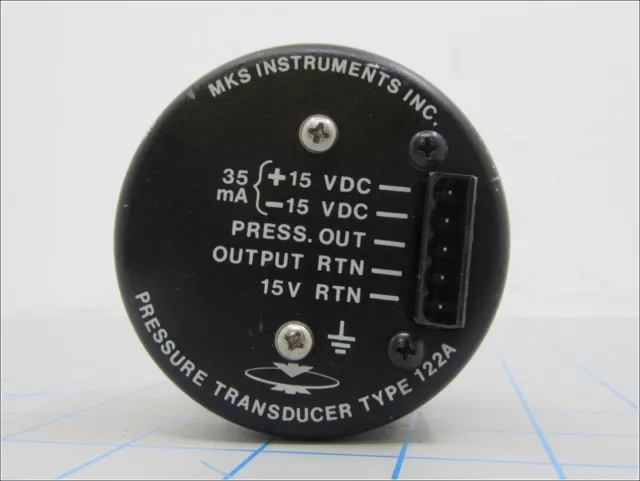 MKS INSTRUMENTS INC.
35 mA { +15 VDC
-15 VDC
PRESS. OUT
OUTPUT RTN
15V RTN
PRESSURE TRANSDUCER TYPE 122A